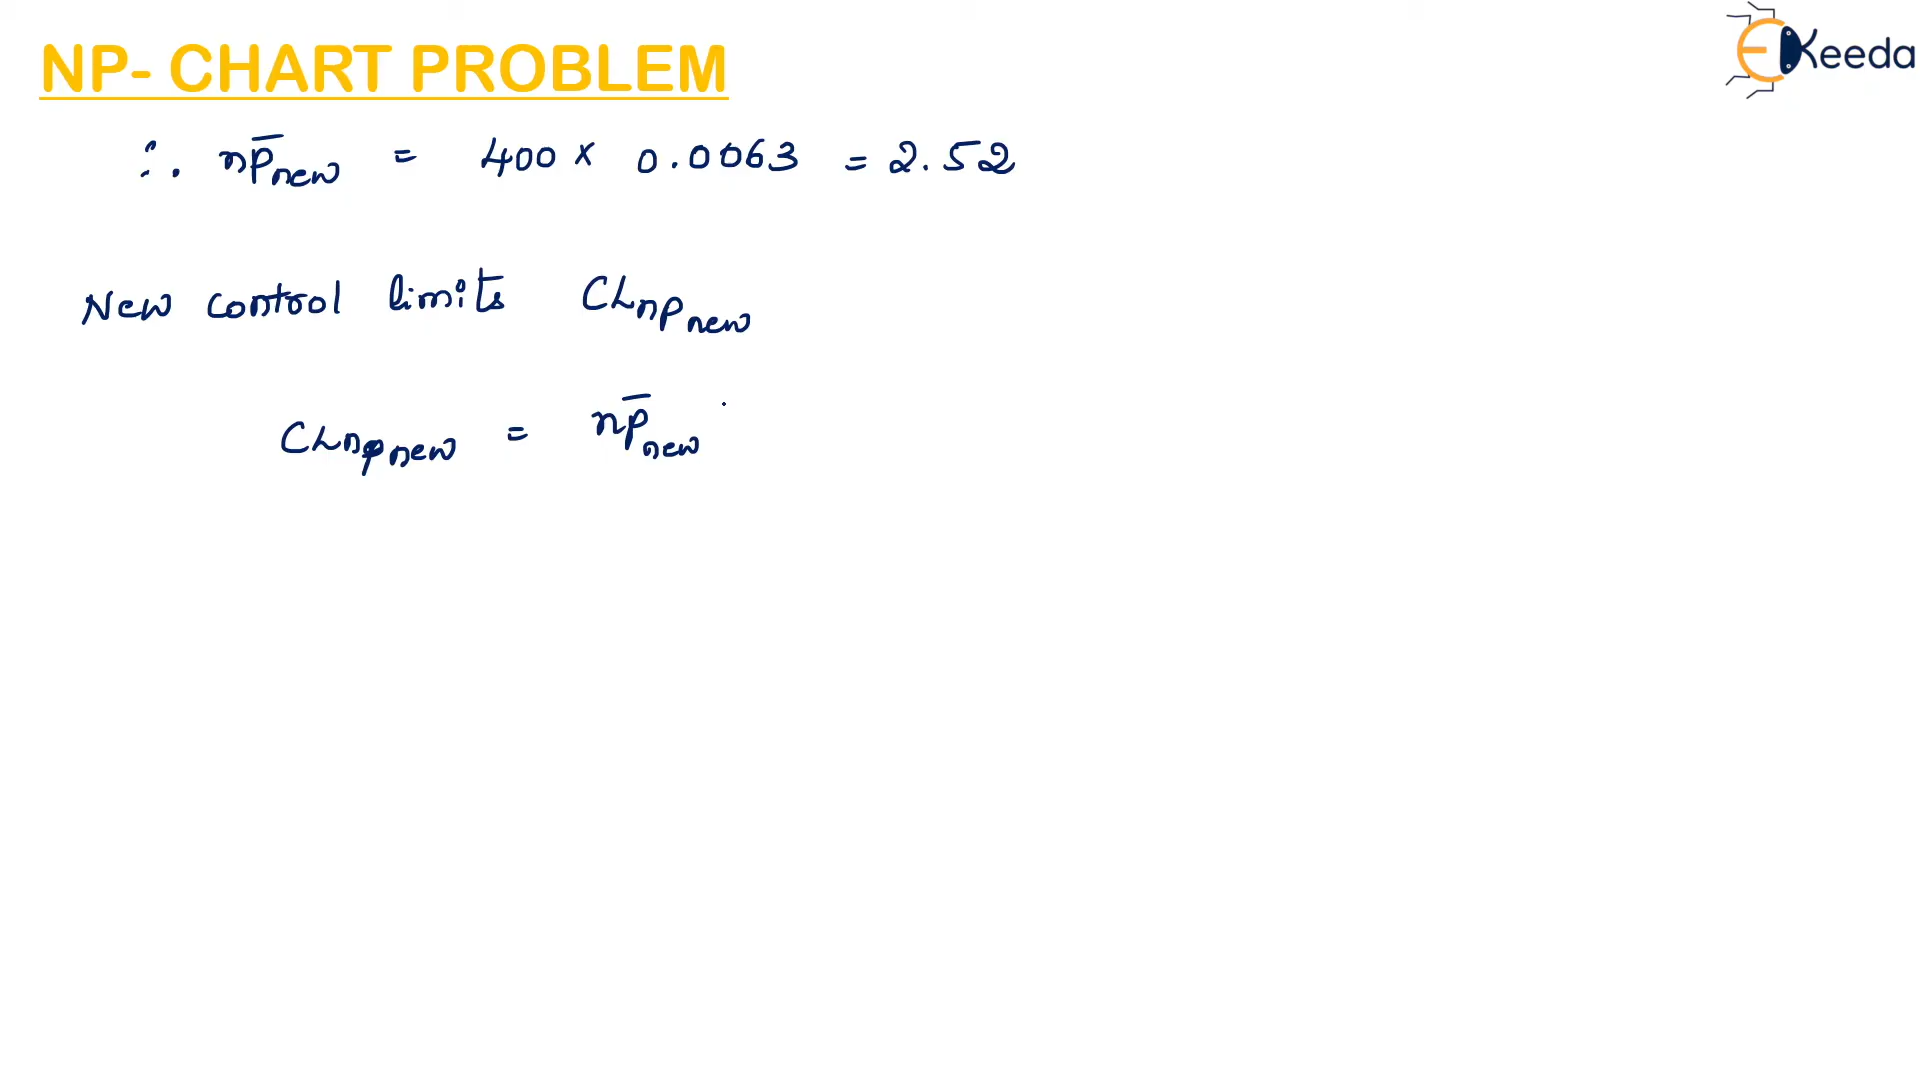 NP- CHART PROBLEM
EKeeda
∴ np̅new = 400 × 0.0063 = 2.52
New control limits CLnpnew
CLnpnew = np̅new